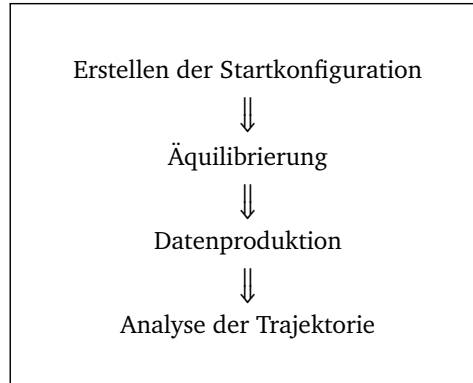 Erstellen der Startkonfiguration
⇓
Äquilibrierung
⇓
Datenproduktion
⇓
Analyse der Trajektorie